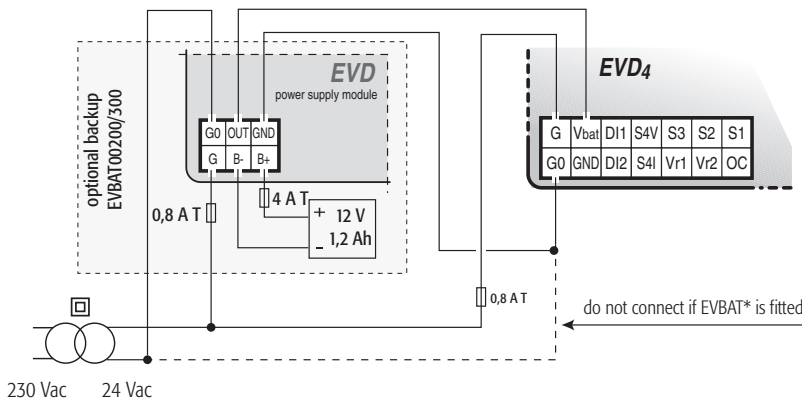 optional backup
EVBAT00200/300
EVD
power supply module
G0 OUT GND
G B- B+
0,8 A T
4 A T
+ 12 V
– 1,2 Ah
EVD4
G Vbat DI1 S4V S3 S2 S1
G0 GND DI2 S4I Vr1 Vr2 OC
0,8 A T
do not connect if EVBAT* is fitted
230 Vac 24 Vac